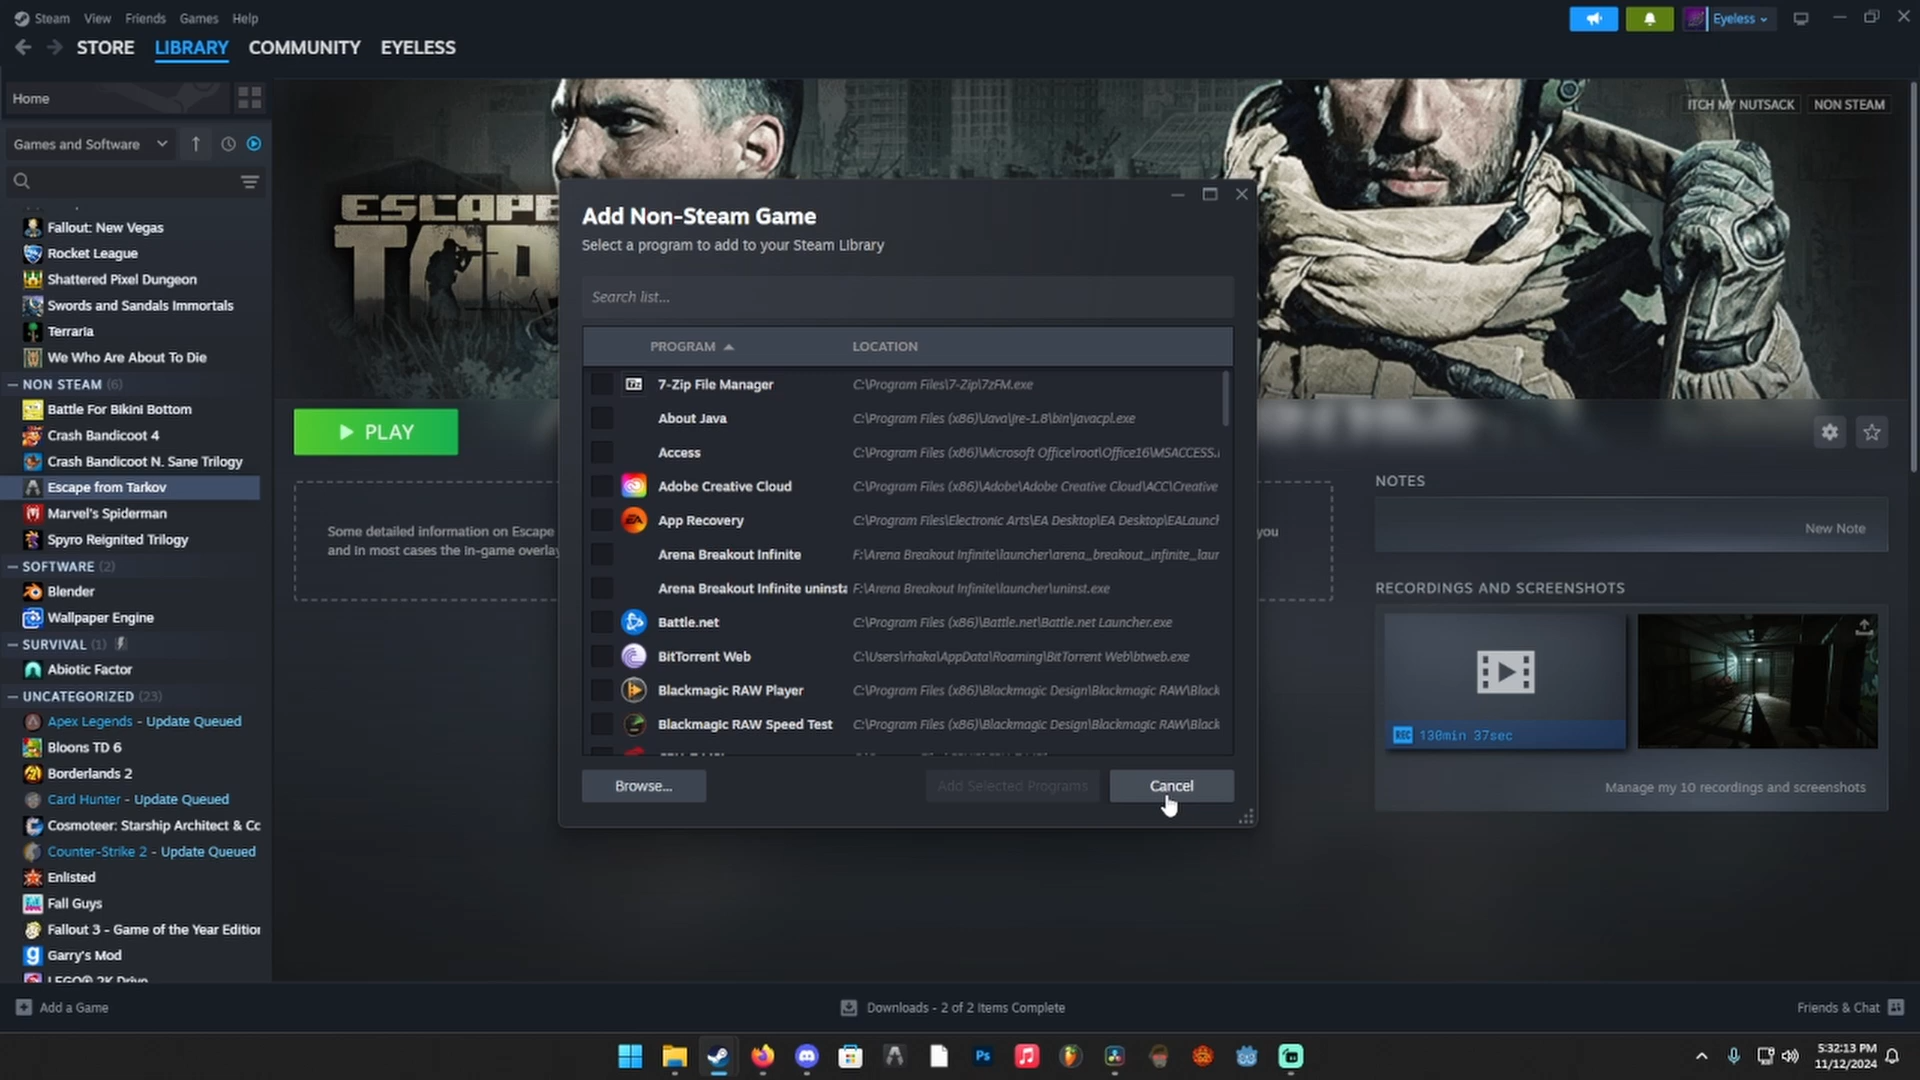 Steam View Friends Games Help
Eyeless
STORE LIBRARY COMMUNITY EYELESS
Home
ITCH MY NUTSACK NON STEAM
Games and Software
Fallout: New Vegas
Rocket League
Shattered Pixel Dungeon
Swords and Sandals Immortals
Terraria
We Who Are About To Die
NON STEAM (6)
Battle For Bikini Bottom
Crash Bandicoot 4
Crash Bandicoot N. Sane Trilogy
Escape from Tarkov
Marvel's Spiderman
Spyro Reignited Trilogy
SOFTWARE (2)
Blender
Wallpaper Engine
SURVIVAL (1)
Abiotic Factor
UNCATEGORIZED (23)
Apex Legends - Update Queued
Bloons TD 6
Borderlands 2
Card Hunter - Update Queued
Cosmoteer: Starship Architect & Cc
Counter-Strike 2 - Update Queued
Enlisted
Fall Guys
Fallout 3 - Game of the Year Edition
Garry's Mod
LEGO® 2K Drive
ESCAPE
PLAY
Some detailed information on Escape
and in most cases the in-game overlay
you
Add Non-Steam Game
Select a program to add to your Steam Library
Search list...
PROGRAM LOCATION
7-Zip File Manager C:\Program Files\7-Zip\7zFM.exe
About Java C:\Program Files (x86)\Java\jre-1.8\bin\javacpl.exe
Access C:\Program Files (x86)\Microsoft Office\root\Office16\MSACCESS.
Adobe Creative Cloud C:\Program Files (x86)\Adobe\Adobe Creative Cloud\ACC\Creative
App Recovery C:\Program Files\Electronic Arts\EA Desktop\EA Desktop\EALaunch
Arena Breakout Infinite F:\Arena Breakout Infinite\launcher\arena_breakout_infinite_laur
Arena Breakout Infinite uninsta F:\Arena Breakout Infinite\launcher\uninst.exe
Battle.net C:\Program Files (x86)\Battle.net\Battle.net Launcher.exe
BitTorrent Web C:\Users\rhaka\AppData\Roaming\BitTorrent Web\btweb.exe
Blackmagic RAW Player C:\Program Files (x86)\Blackmagic Design\Blackmagic RAW\Black
Blackmagic RAW Speed Test C:\Program Files (x86)\Blackmagic Design\Blackmagic RAW\Black
Browse... Add Selected Programs Cancel
NOTES
New Note
RECORDINGS AND SCREENSHOTS
REC 130min 37sec
Manage my 10 recordings and screenshots
Add a Game Downloads - 2 of 2 Items Complete Friends & Chat
Ps
5:32:13 PM
11/12/2024